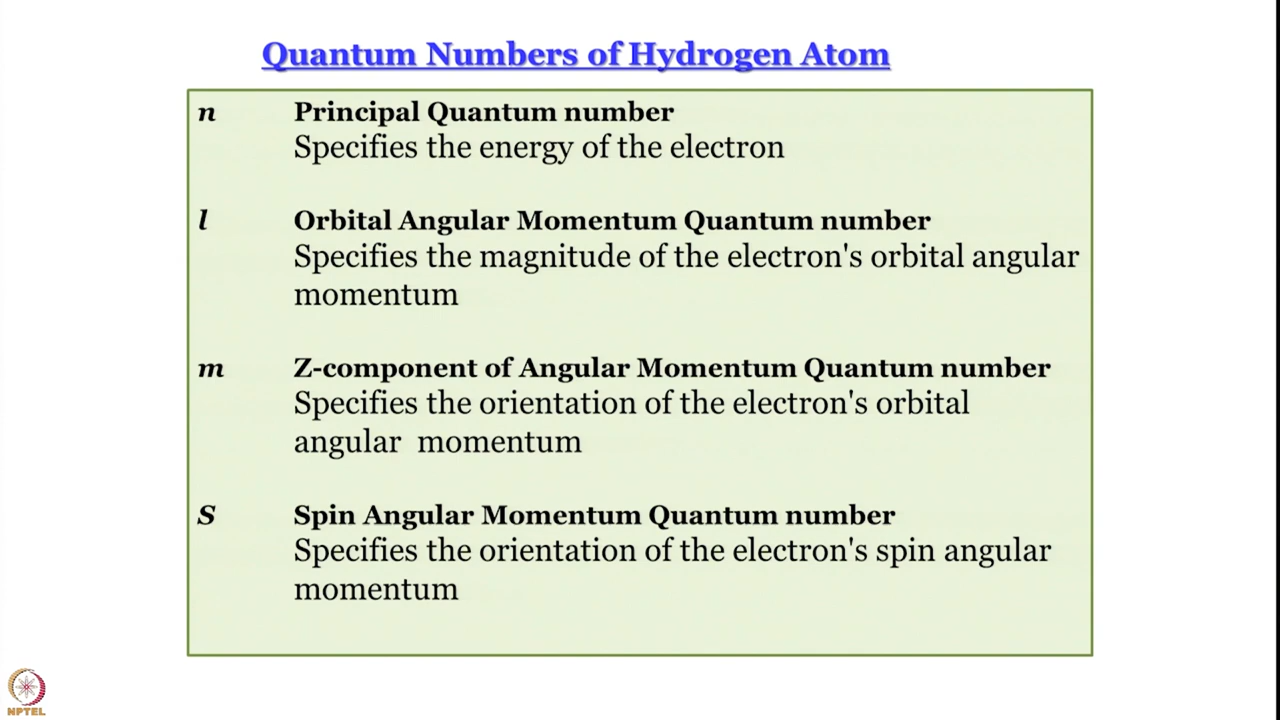 Quantum Numbers of Hydrogen Atom
n Principal Quantum number
Specifies the energy of the electron
l Orbital Angular Momentum Quantum number
Specifies the magnitude of the electron's orbital angular
momentum
m Z-component of Angular Momentum Quantum number
Specifies the orientation of the electron's orbital
angular momentum
S Spin Angular Momentum Quantum number
Specifies the orientation of the electron's spin angular
momentum
NPTEL